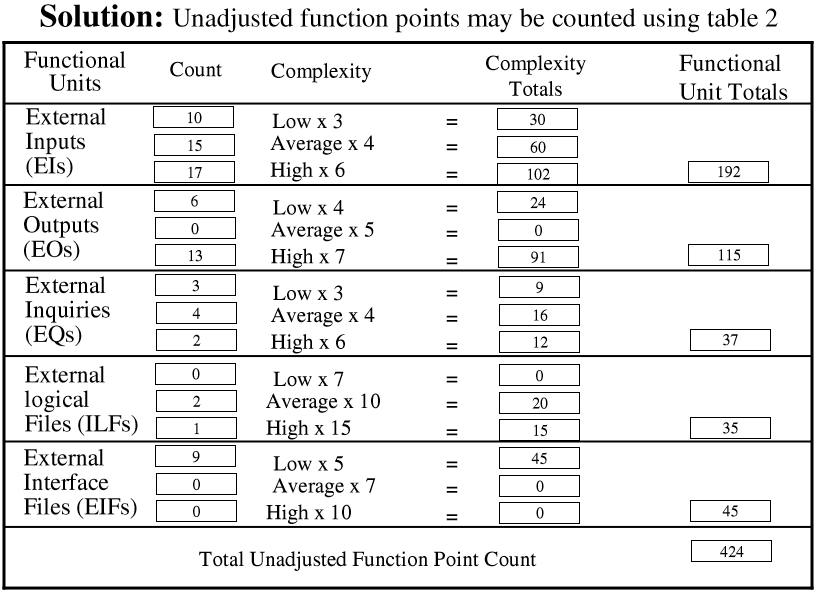 Solution: Unadjusted function points may be counted using table 2
Functional Units Count Complexity Complexity Totals Functional Unit Totals
External Inputs (EIs)
10 Low x 3 = 30
15 Average x 4 = 60
17 High x 6 = 102 192
External Outputs (EOs)
6 Low x 4 = 24
0 Average x 5 = 0
13 High x 7 = 91 115
External Inquiries (EQs)
3 Low x 3 = 9
4 Average x 4 = 16
2 High x 6 = 12 37
External logical Files (ILFs)
0 Low x 7 = 0
2 Average x 10 = 20
1 High x 15 = 15 35
External Interface Files (EIFs)
9 Low x 5 = 45
0 Average x 7 = 0
0 High x 10 = 0 45
Total Unadjusted Function Point Count 424